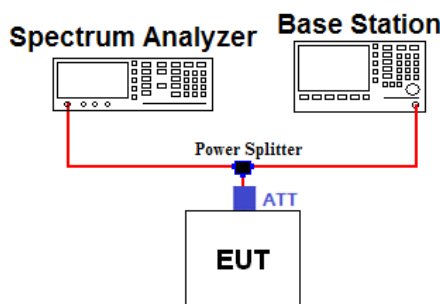 Base Station
Spectrum Analyzer
Power Splitter
ATT
EUT